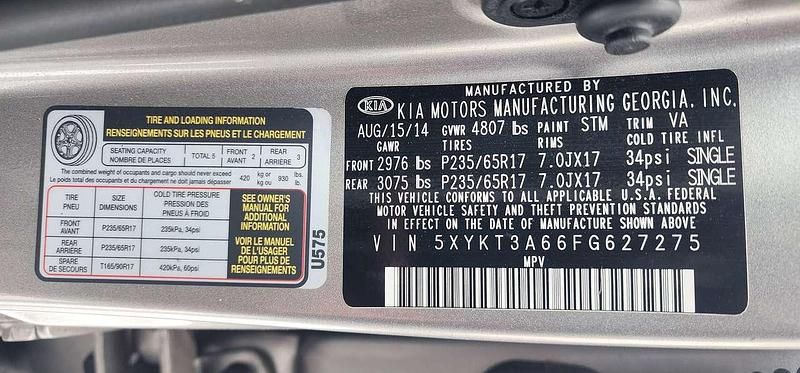 TIRE AND LOADING INFORMATION
RENSEIGNEMENTS SUR LES PNEUS ET LE CHARGEMENT
SEATING CAPACITY
NOMBRE DE PLACES
TOTAL 5
FRONT
AVANT 2
REAR
ARRIÈRE 3
The combined weight of occupants and cargo should never exceed
Le poids total des occupants et du chargement ne doit jamais dépasser
420 kg or
kg ou
930 lbs.
lb.
TIRE
PNEU
SIZE
DIMENSIONS
COLD TIRE PRESSURE
PRESSION DES
PNEUS À FROID
FRONT
AVANT
P235/65R17
235kPa, 34psi
REAR
ARRIÈRE
P235/65R17
235kPa, 34psi
SPARE
DE SECOURS
T165/90R17
420kPa, 60psi
SEE OWNER'S
MANUAL FOR
ADDITIONAL
INFORMATION
VOIR LE MANUEL
DE L'USAGER
POUR PLUS DE
RENSEIGNEMENTS
U575
MANUFACTURED BY
KIA KIA MOTORS MANUFACTURING GEORGIA, INC.
AUG/15/14 GVWR 4807 lbs PAINT STM TRIM VA
GAWR TIRES RIMS COLD TIRE INFL
FRONT 2976 lbs P235/65R17 7.0JX17 34psi SINGLE
REAR 3075 lbs P235/65R17 7.0JX17 34psi SINGLE
THIS VEHICLE CONFORMS TO ALL APPLICABLE U.S.A. FEDERAL
MOTOR VEHICLE SAFETY AND THEFT PREVENTION STANDARDS
IN EFFECT ON THE DATE OF MANUFACTURE SHOWN ABOVE
VIN 5XYKT3A66FG627275
MPV